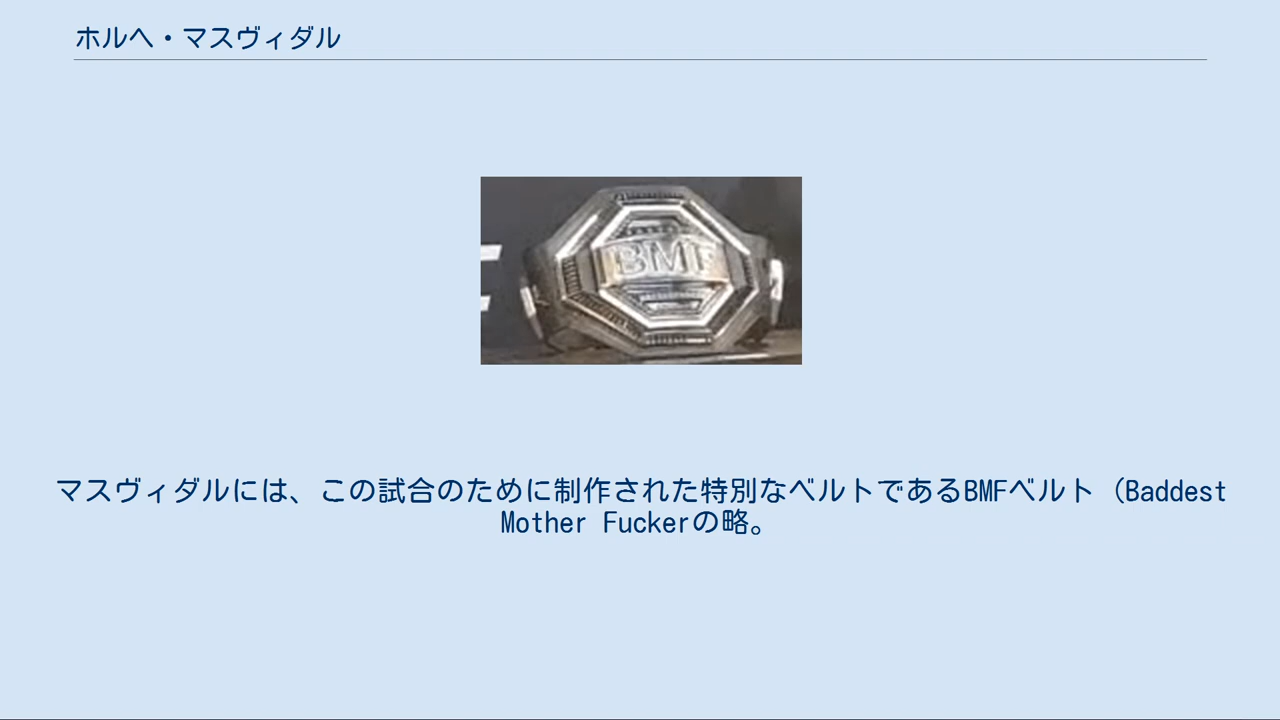 ホルヘ・マスヴィダル
BMF
マスヴィダルには、この試合のために制作された特別なベルトであるBMFベルト（Baddest
Mother Fuckerの略。